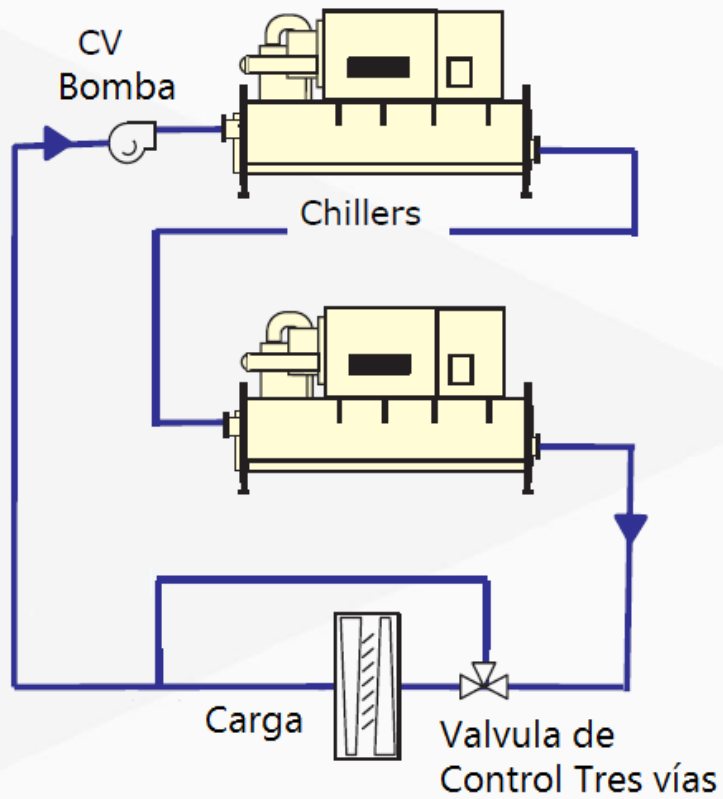 CV
Bomba
Chillers
Carga
Valvula de
Control Tres vías